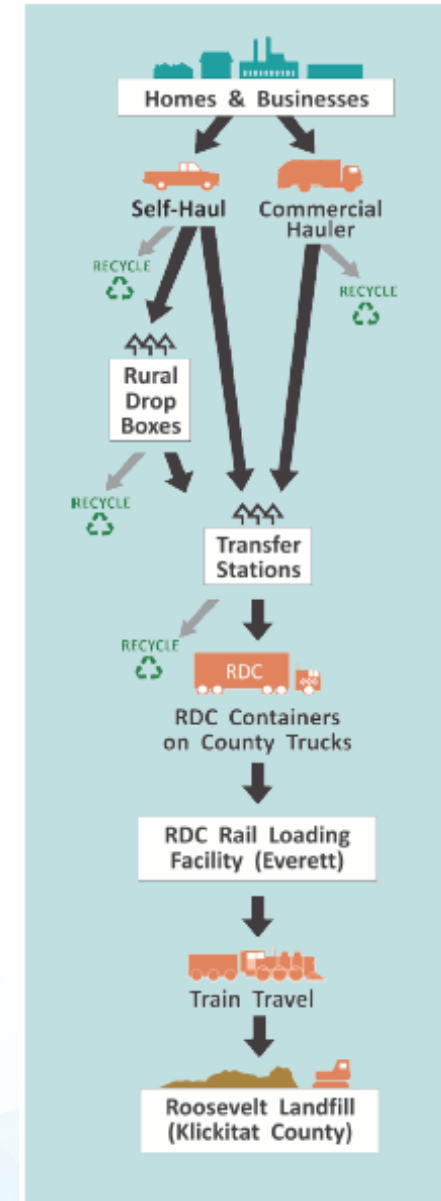 Homes & Businesses
Self-Haul
Commercial
Hauler
RECYCLE
RECYCLE
Rural
Drop
Boxes
RECYCLE
Transfer
Stations
RECYCLE
RDC
RDC Containers
on County Trucks
RDC Rail Loading
Facility (Everett)
Train Travel
Roosevelt Landfill
(Klickitat County)